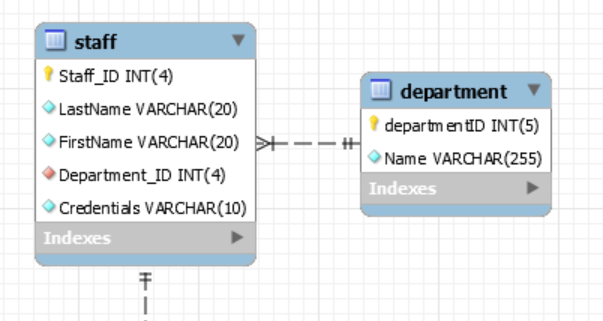 staff
Staff_ID INT(4)
LastName VARCHAR(20)
FirstName VARCHAR(20)
Department_ID INT(4)
Credentials VARCHAR(10)
Indexes
department
departmentID INT(5)
Name VARCHAR(255)
Indexes